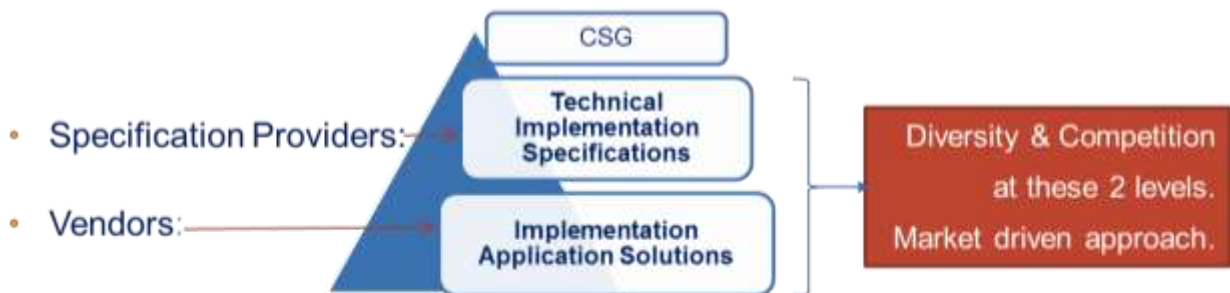 CSG
• Specification Providers:
Technical
Implementation
Specifications
• Vendors:
Implementation
Application Solutions
Diversity & Competition
at these 2 levels.
Market driven approach.